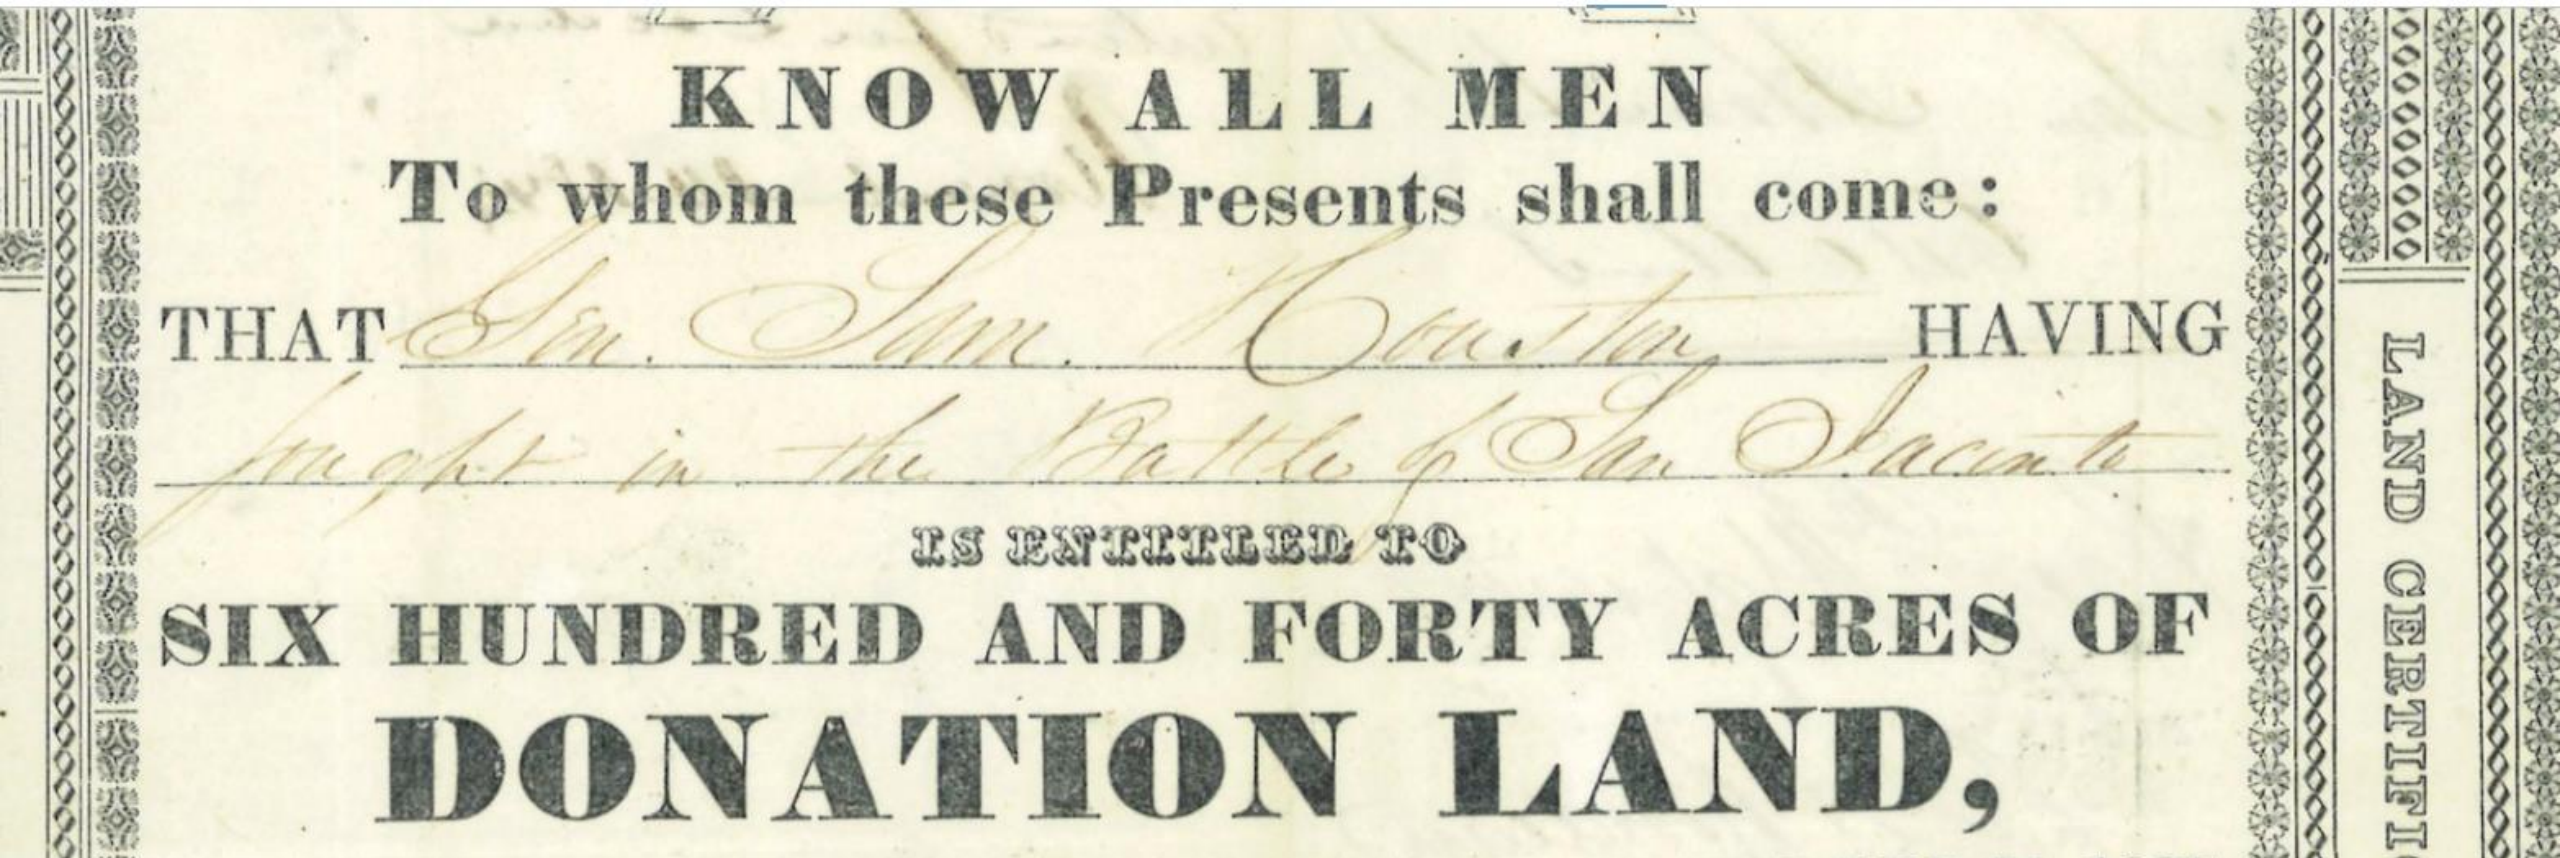 KNOW ALL MEN
To whom these Presents shall come:
THAT Gen. Sam. Houston HAVING
fought in the Battle of San Jacinto
IS ENTITLED TO
SIX HUNDRED AND FORTY ACRES OF
DONATION LAND,
LAND CERTIFI